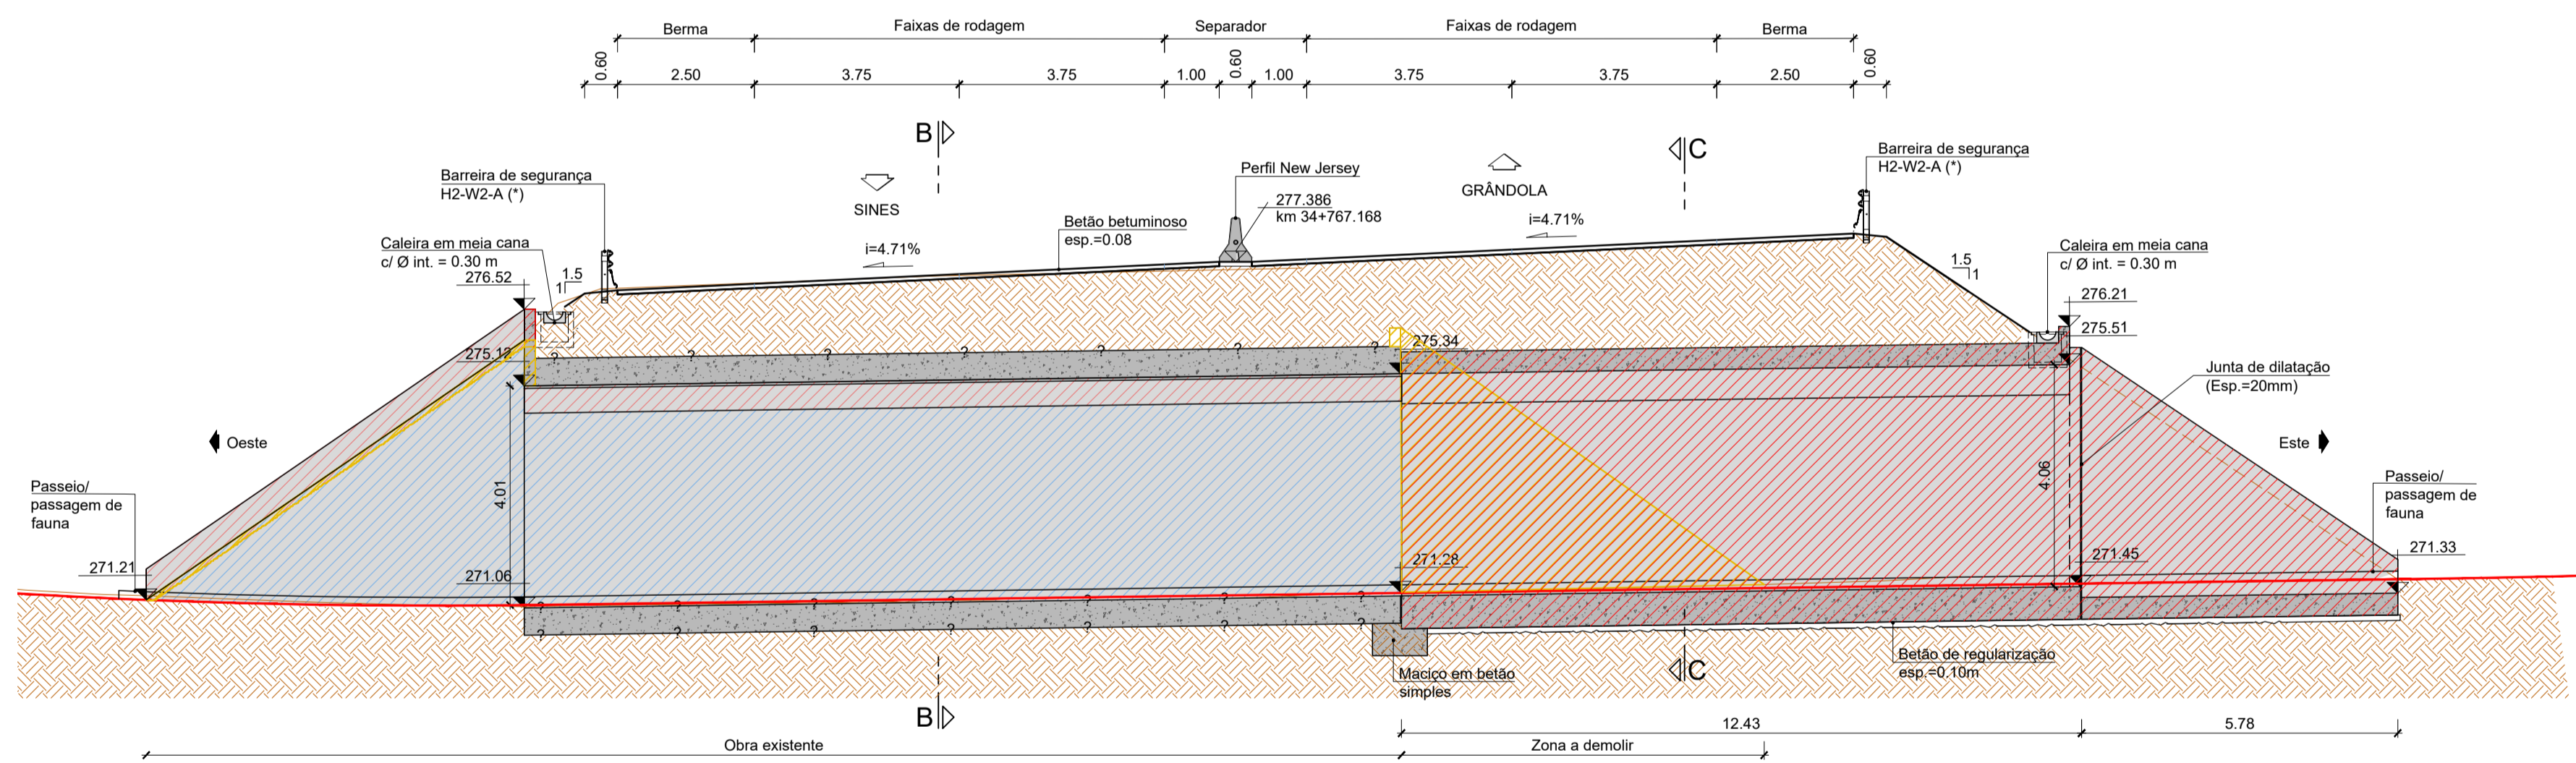 Berma
Faixas de rodagem
Separador
Faixas de rodagem
Berma
0.60
2.50
3.75
3.75
1.00
0.60
1.00
3.75
3.75
2.50
0.60
B
C
Barreira de segurança
H2-W2-A (*)
SINES
Perfil New Jersey
277.386
km 34+767.168
GRÂNDOLA
Barreira de segurança
H2-W2-A (*)
Caleira em meia cana
c/ Ø int. = 0.30 m
276.52
1.5
1
i=4.71%
Betão betuminoso
esp.=0.08
i=4.71%
1.5
1
Caleira em meia cana
c/ Ø int. = 0.30 m
276.21
275.51
275.12
? ? ? ? ? ? ?
275.34
Junta de dilatação
(Esp.=20mm)
Oeste
Este
4.01
4.06
Passeio/
passagem de
fauna
Passeio/
passagem de
fauna
271.21
271.06
271.28
271.45
271.33
? ? ? ? ? ? ?
? ? ? ? ? ? ?
Maciço em betão
simples
Betão de regularização
esp.=0.10m
B
C
12.43
5.78
Obra existente
Zona a demolir